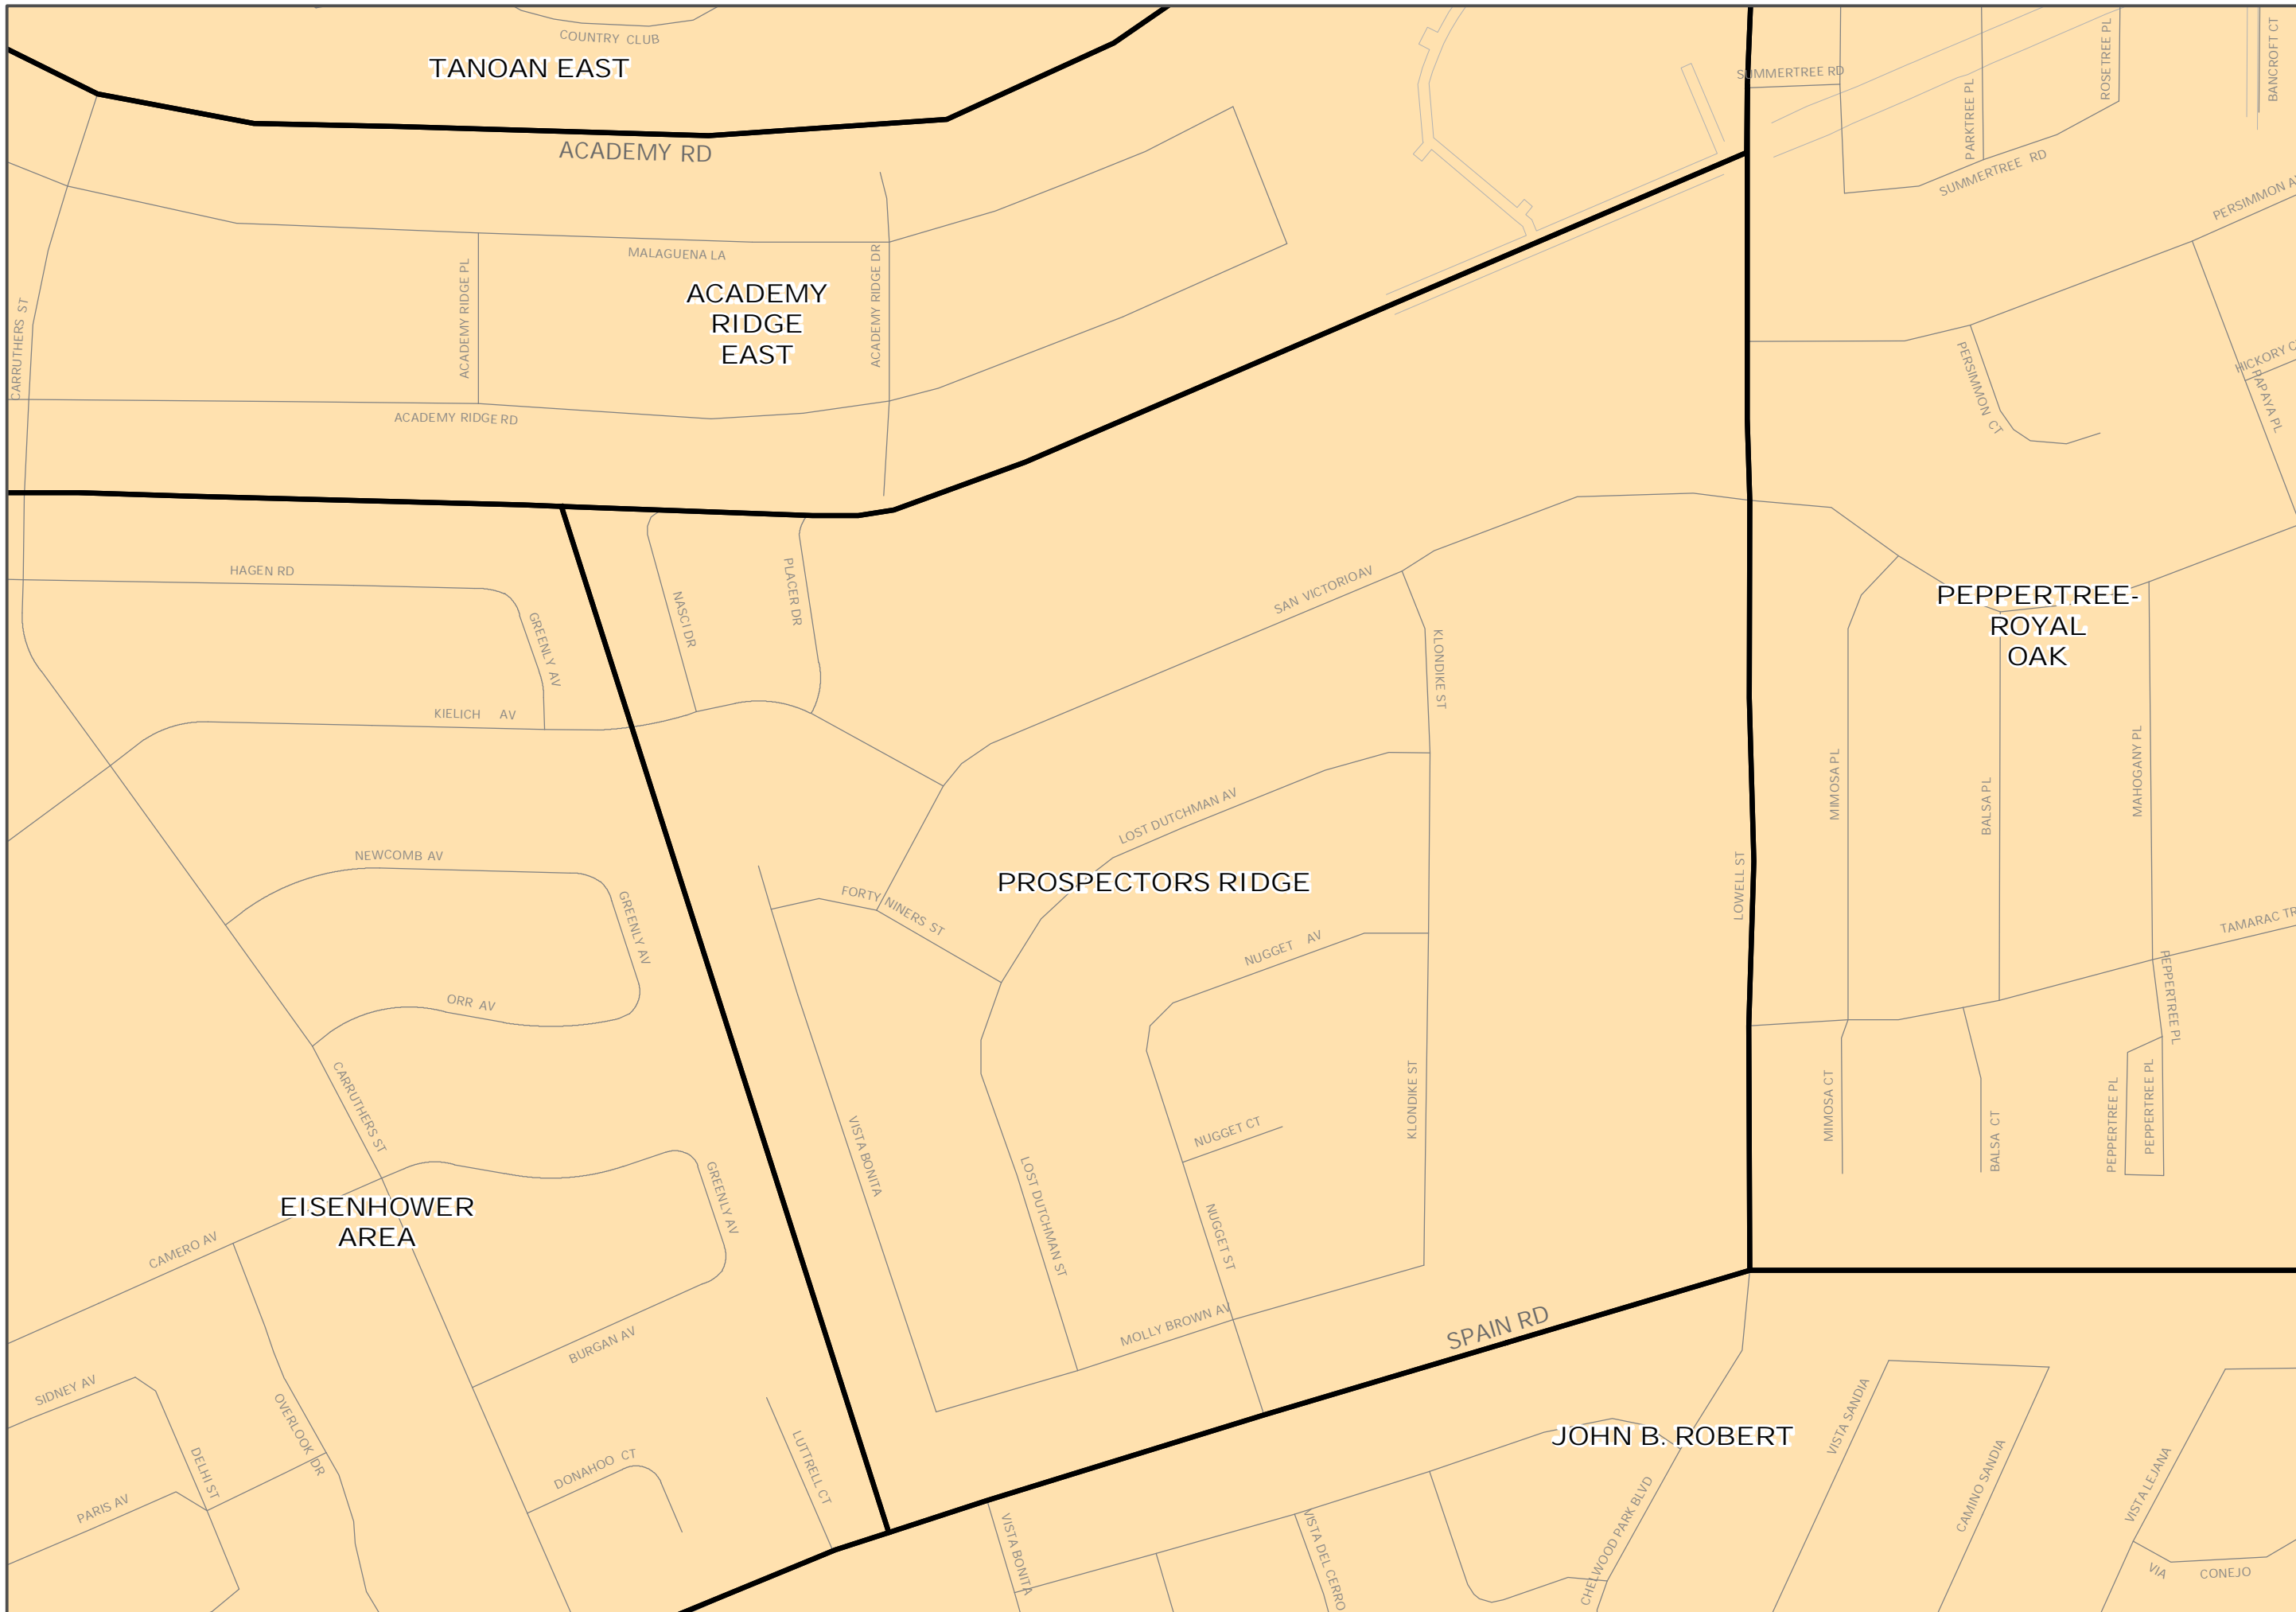 COUNTRY CLUB
TANOAN EAST
ACADEMY RD
SUMMERTREE RD
PARKTREE PL
ROSETREE PL
BANCROFT CT
SUMMERTREE RD
CARRUTHERS ST
MALAGUENA LA
ACADEMY RIDGE PL
ACADEMY RIDGE DR
ACADEMY
RIDGE
EAST
ACADEMY RIDGE RD
PERSIMMON A
PERSIMMON CT
HICKORY C
PAPAYA PL
HAGEN RD
GREENLY AV
NASCI DR
PLACER DR
SAN VICTORIO AV
KLONDIKE ST
PEPPERTREE-
ROYAL
OAK
KIELICH AV
LOST DUTCHMAN AV
MIMOSA PL
BALSA PL
MAHOGANY PL
NEWCOMB AV
GREENLY AV
FORTY NINERS ST
PROSPECTORS RIDGE
LOWELL ST
NUGGET AV
TAMARAC TR
PEPPERTREE PL
ORR AV
CARRUTHERS ST
VISTA BONITA
LOST DUTCHMAN ST
NUGGET CT
NUGGET ST
KLONDIKE ST
MIMOSA CT
BALSA CT
PEPPERTREE PL
PEPPERTREE PL
GREENLY AV
EISENHOWER
AREA
CAMERO AV
BURGAN AV
MOLLY BROWN AV
SPAIN RD
SIDNEY AV
OVERLOOK DR
DELHI ST
PARIS AV
DONAHOO CT
LUTTRELL CT
JOHN B. ROBERT
VISTA SANDIA
CAMINO SANDIA
VISTA LEJANA
VISTA BONITA
VISTA DEL CERRO
CHELWOOD PARK BLVD
VIA CONEJO